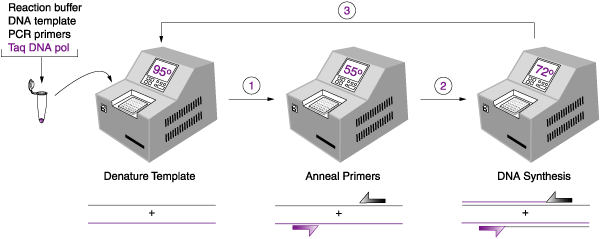 Reaction buffer
DNA template
PCR primers
Taq DNA pol
3
95°
1
55°
2
72°
Denature Template
Anneal Primers
DNA Synthesis
+
+
+